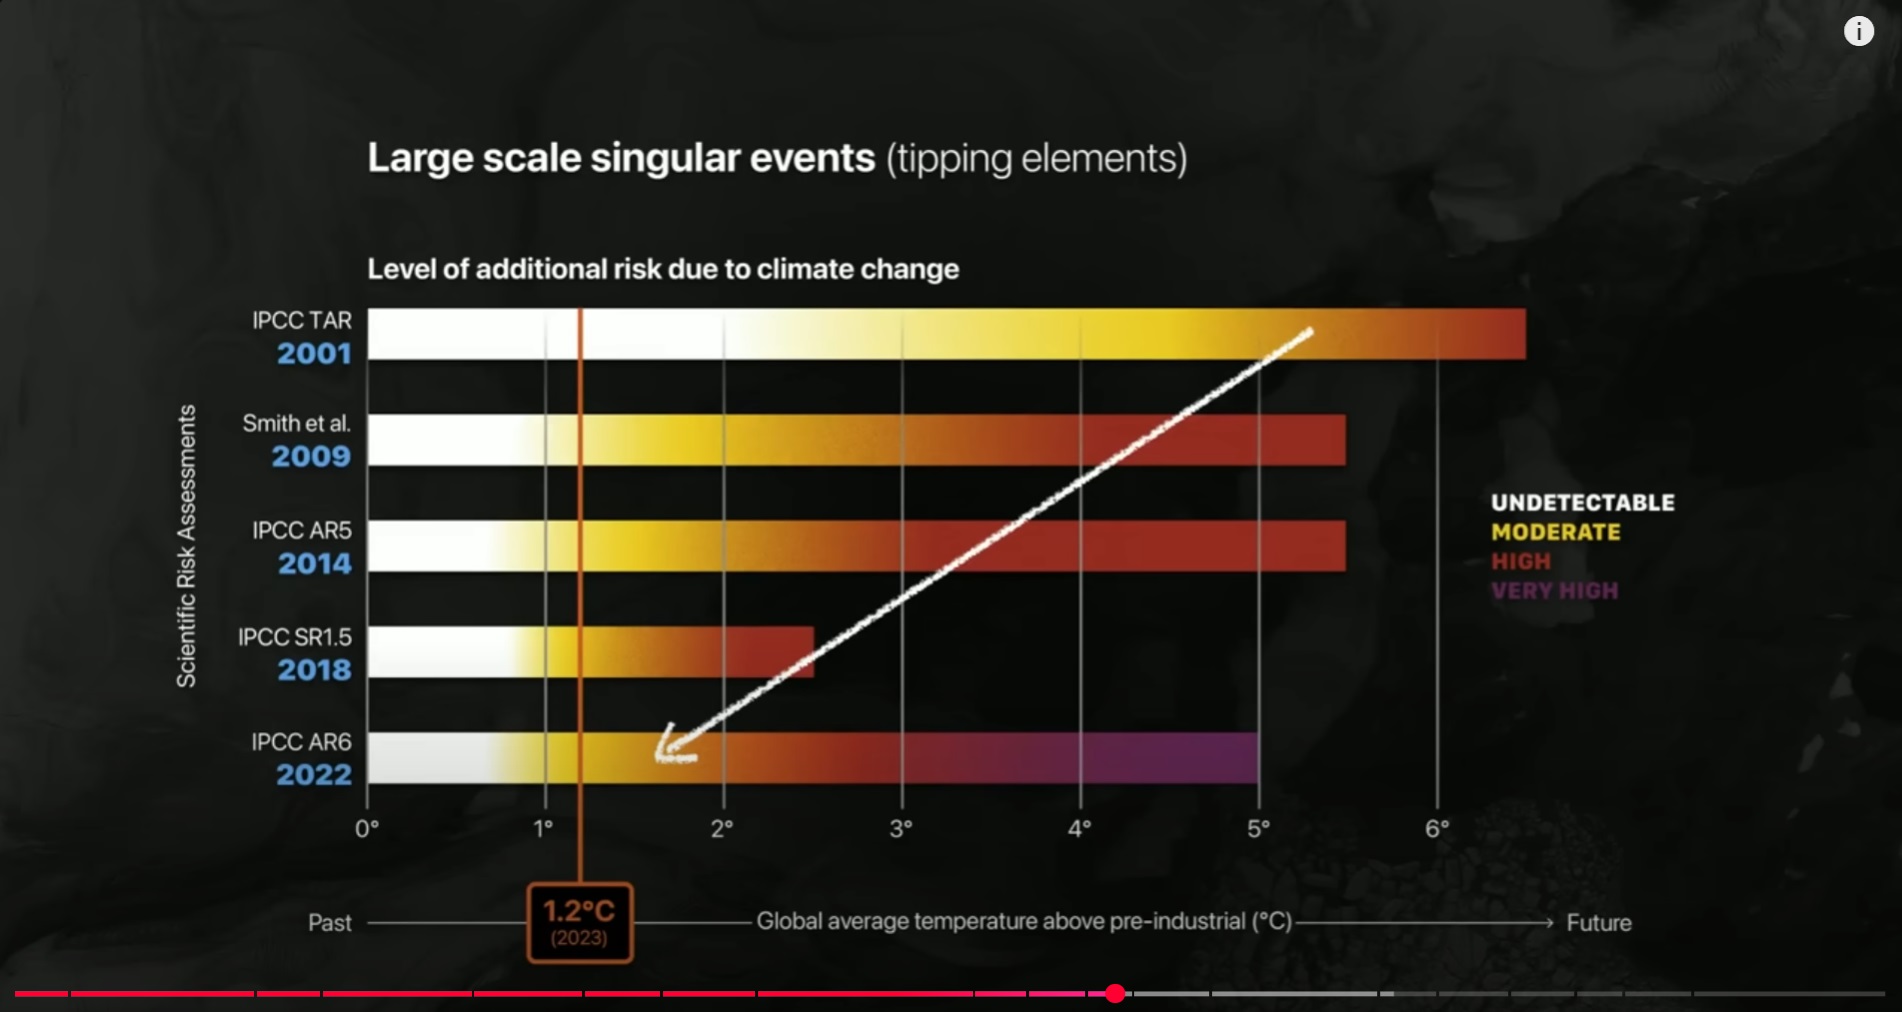 i
Large scale singular events (tipping elements)
Level of additional risk due to climate change
Scientific Risk Assessments
IPCC TAR
2001
Smith et al.
2009
IPCC AR5
2014
IPCC SR1.5
2018
IPCC AR6
2022
UNDETECTABLE
MODERATE
HIGH
VERY HIGH
0° 1° 2° 3° 4° 5° 6°
1.2°C
(2023)
Past Global average temperature above pre-industrial (°C) Future